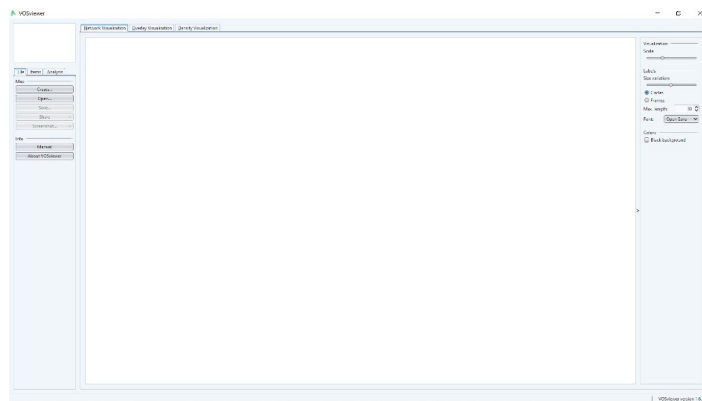 VOSviewer
Network Visualization Overlay Visualization Density Visualization
File Items Analysis
Map
Create...
Open...
Save...
Share
Screenshot...
Info
Manual
About VOSviewer
Visualization
Scale
Labels
Size variation
Circles
Frames
Max. length: 30
Font: Open Sans
Colors
Black background
>
VOSviewer version 1.6.